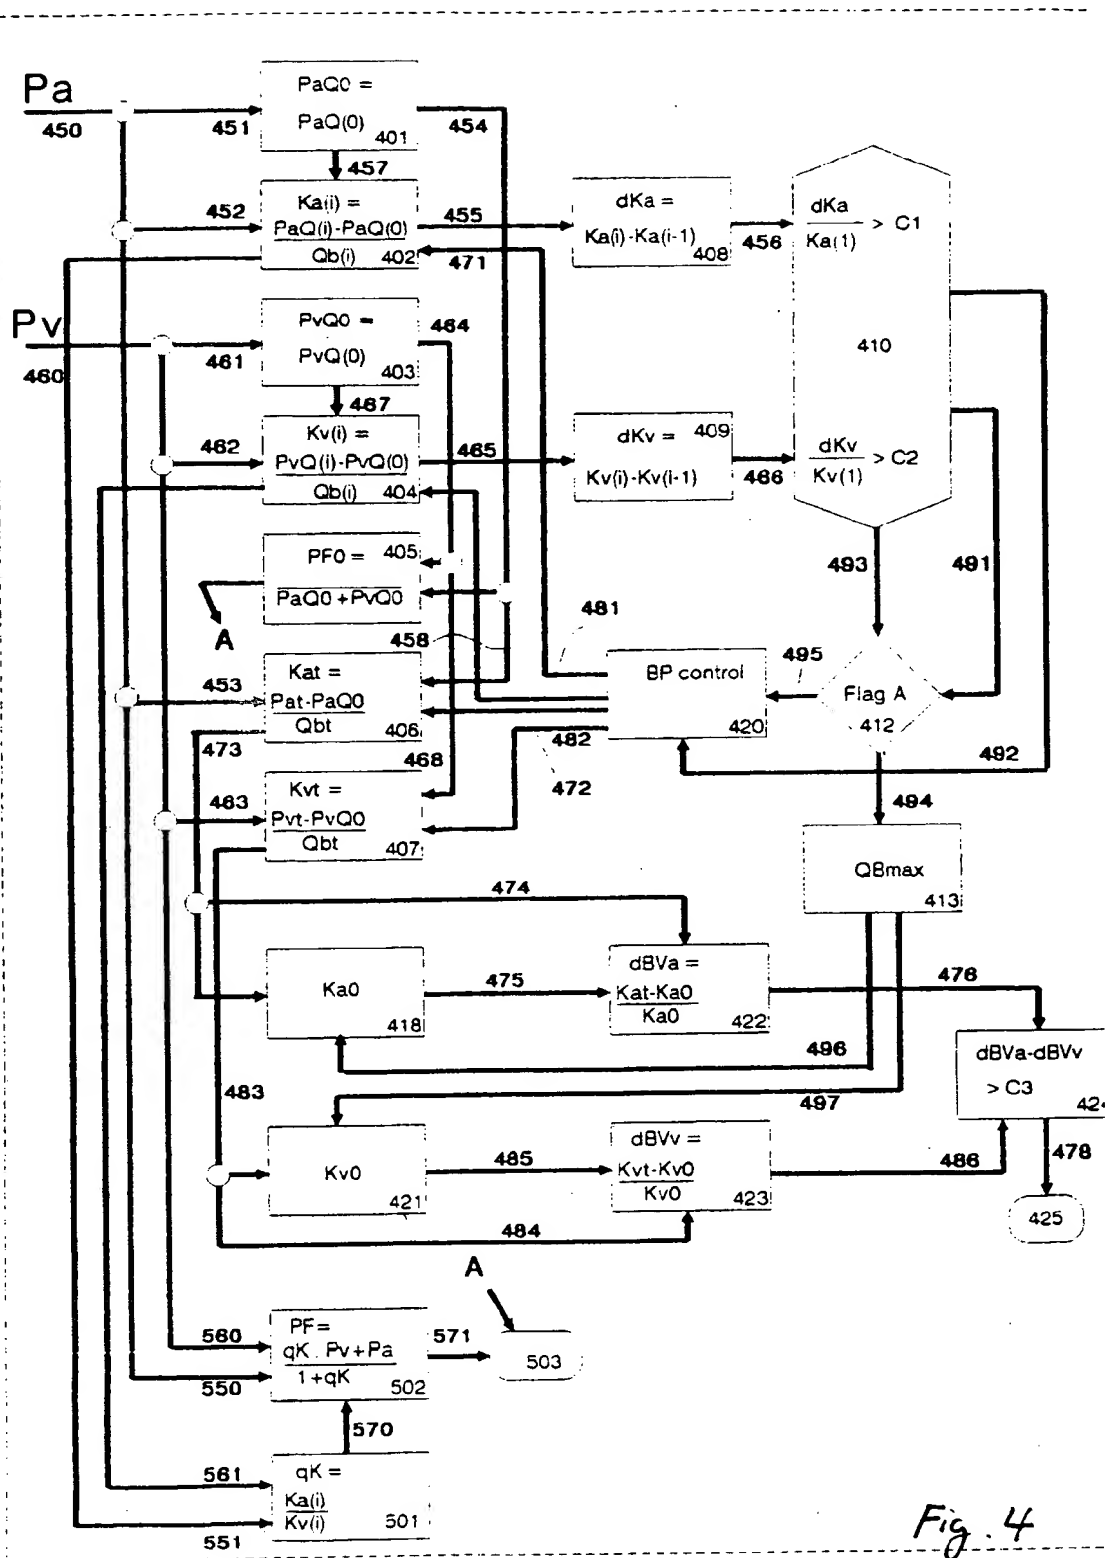 Pa
450
451
PaQ0 =
PaQ(0)
401
454
457
452
Ka(i) =
PaQ(i)-PaQ(0)
Qb(i)
402
455
471
dKa =
Ka(i)-Ka(i-1)
408
456
dKa
Ka(1)
> C1
410
Pv
460
461
PvQ0 =
PvQ(0)
403
464
467
462
Kv(i) =
PvQ(i)-PvQ(0)
Qb(i)
404
465
dKv =
409
Kv(i)-Kv(i-1)
466
dKv
Kv(1)
> C2
493
491
PF0 =
405
PaQ0+PvQ0
A
458
481
453
Kat =
Pat-PaQ0
Qbt
406
473
468
BP control
420
495
Flag A
412
482
472
492
463
Kvt =
Pvt-PvQ0
Qbt
407
494
QBmax
413
474
Ka0
418
475
dBVa =
Kat-Ka0
Ka0
422
476
496
dBVa-dBVv
> C3
424
483
497
Kv0
421
485
dBVv =
Kvt-Kv0
Kv0
423
486
478
425
484
A
560
550
PF=
qK . Pv+Pa
1+qK
502
571
503
570
561
551
qK =
Ka(i)
Kv(i)
501
Fig. 4